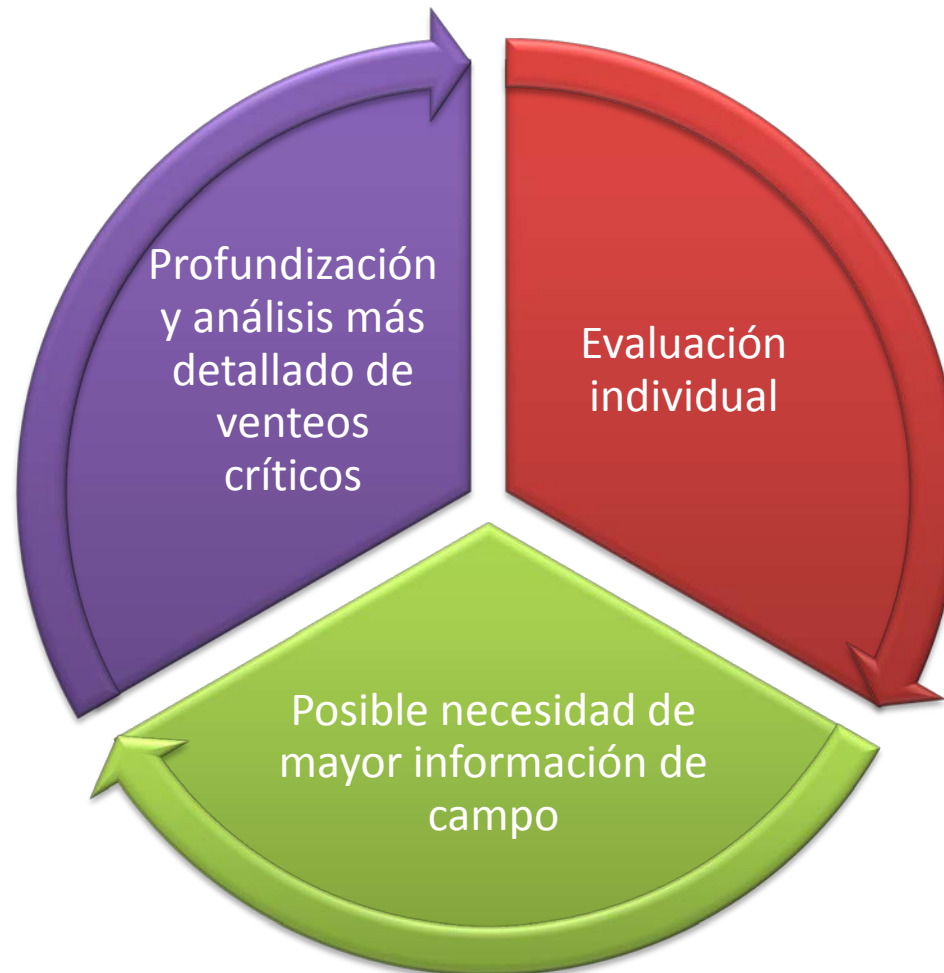 Profundización
y análisis más
detallado de
venteos
críticos
Evaluación
individual
Posible necesidad de
mayor información de
campo